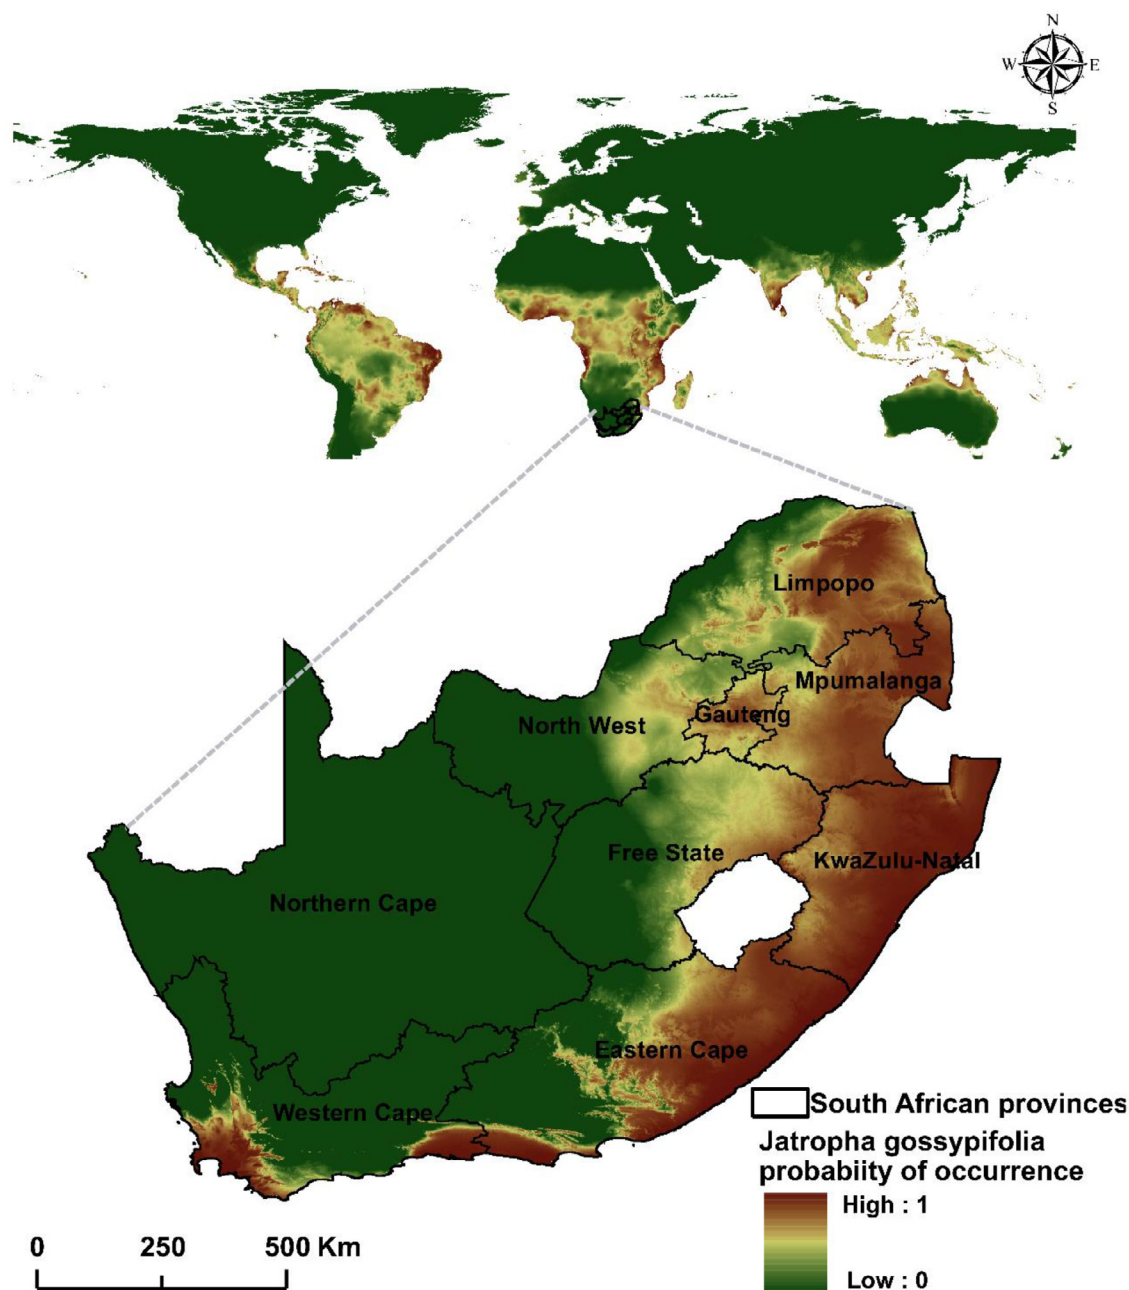 N
W E
S
Limpopo
Mpumalanga
Gauteng
North West
Free State
KwaZulu-Natal
Northern Cape
Eastern Cape
Western Cape
South African provinces
Jatropha gossypifolia
probabiity of occurrence
High : 1
Low : 0
0 250 500 Km